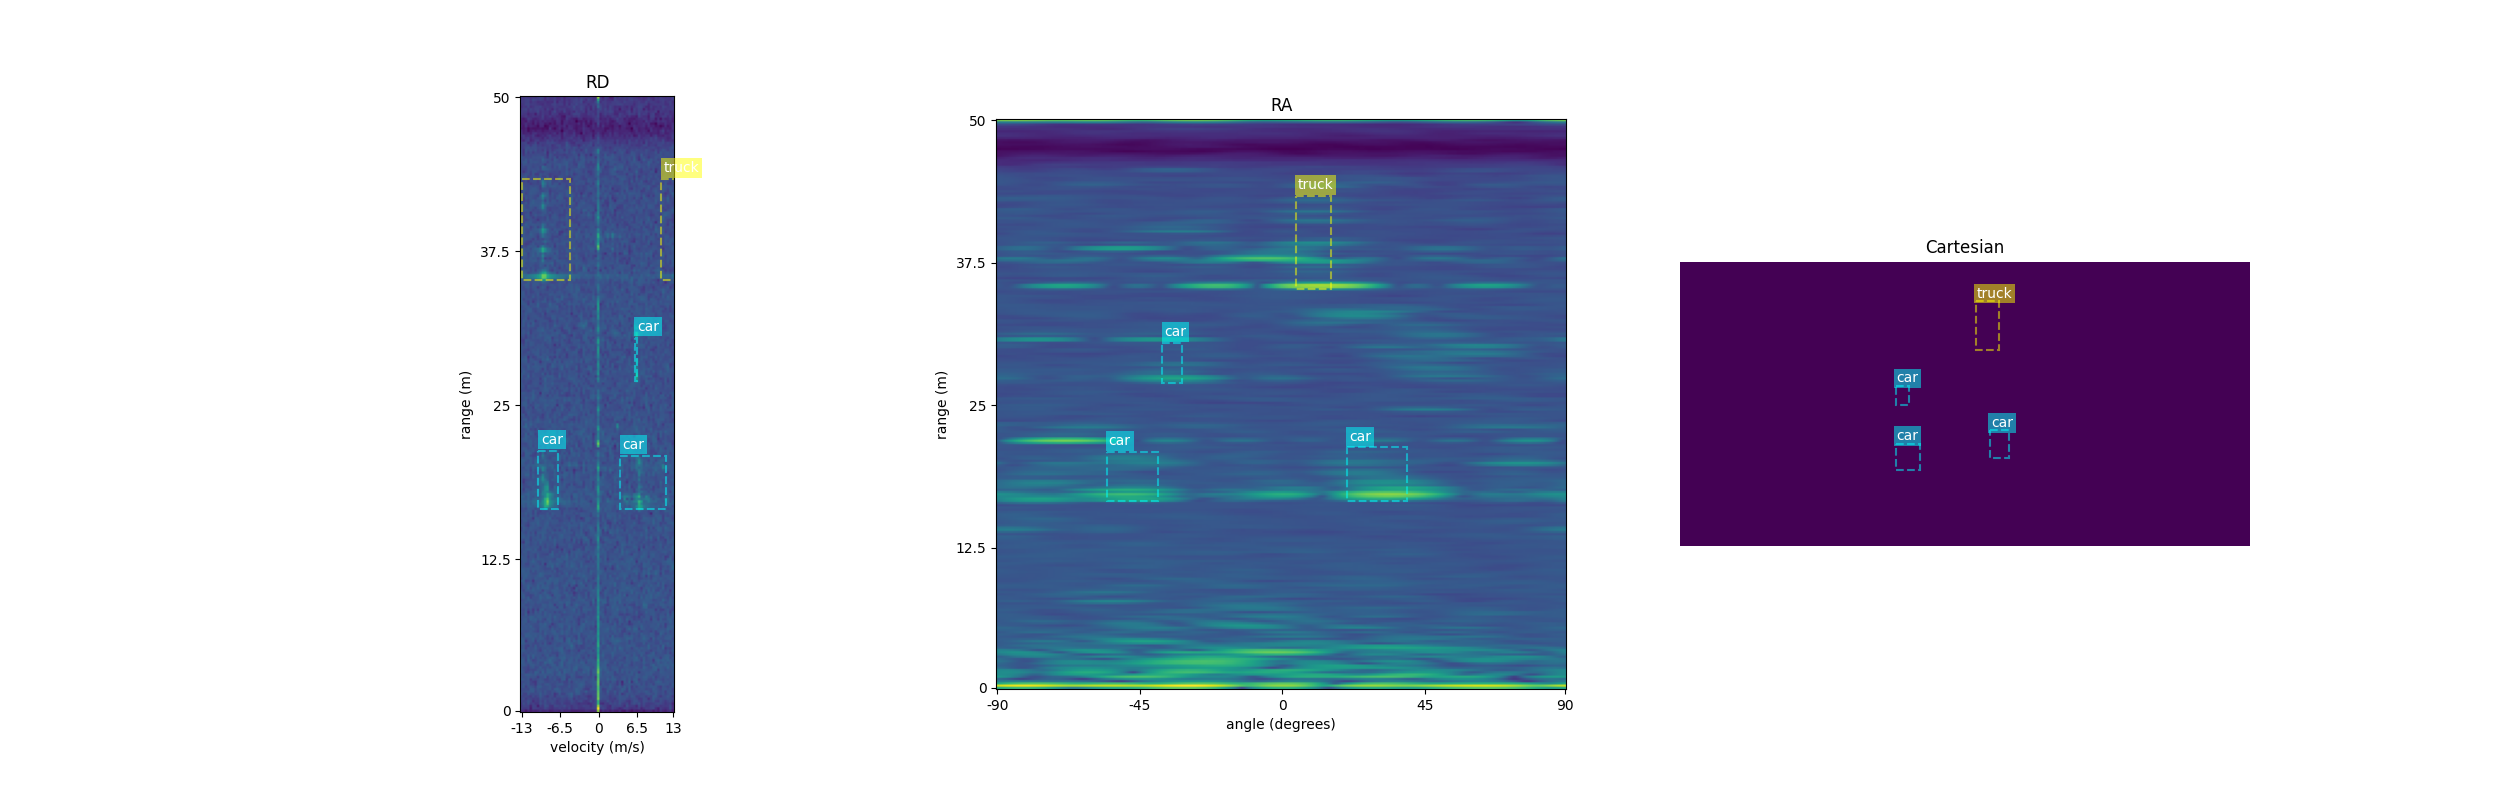 RD
50
37.5
25
12.5
0
range (m)
-13
-6.5
0
6.5
13
velocity (m/s)
truck
car
car
car
RA
50
37.5
25
12.5
0
range (m)
-90
-45
0
45
90
angle (degrees)
truck
car
car
car
Cartesian
truck
car
car
car